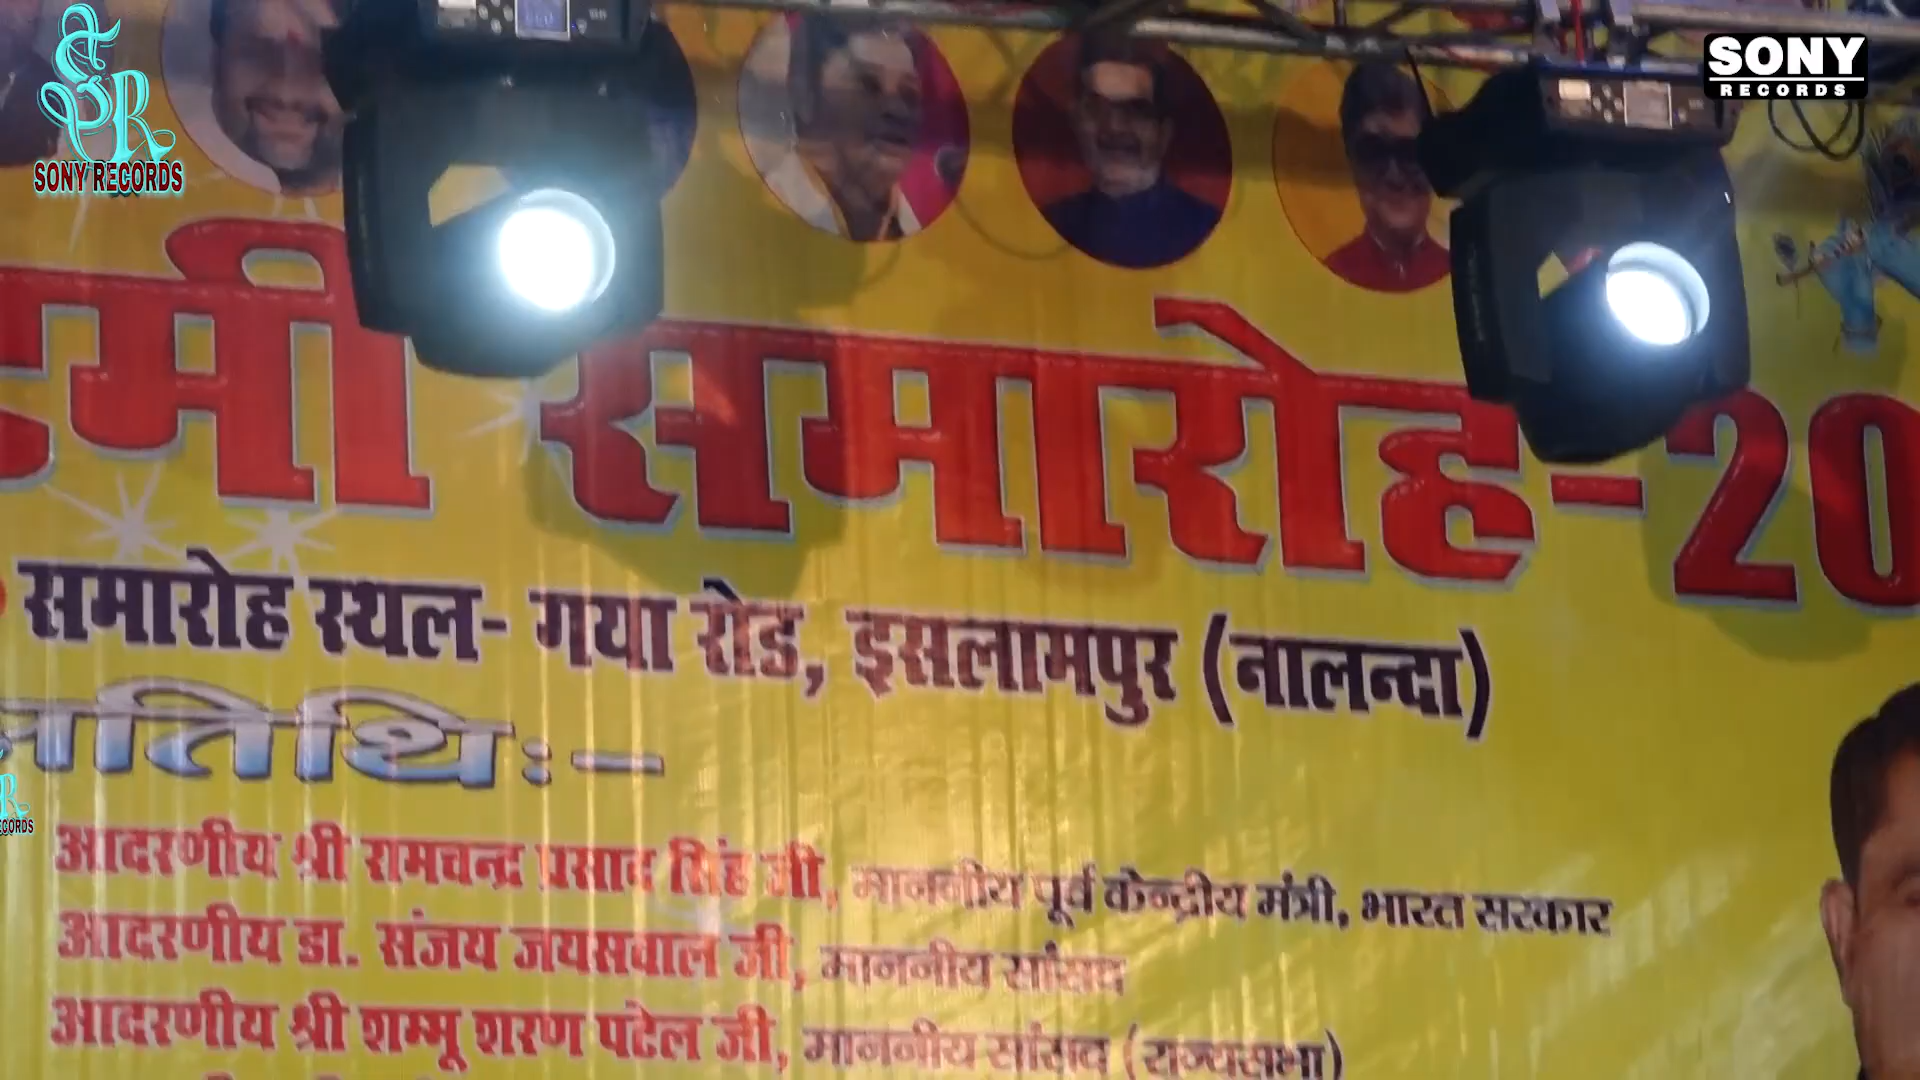 SR
SONY RECORDS
SONY
RECORDS
समारोह-20
समारोह स्थल- गया रोड, इसलामपुर (नालन्दा)
आदरणीय श्री रामचन्द्र प्रसाद सिंह जी, माननीय पूर्व केन्द्रीय मंत्री, भारत सरकार
आदरणीय डा. संजय जयसवाल जी, माननीय सांसद
आदरणीय श्री शम्भू शरण पटेल जी, माननीय सांसद (राज्यसभा)